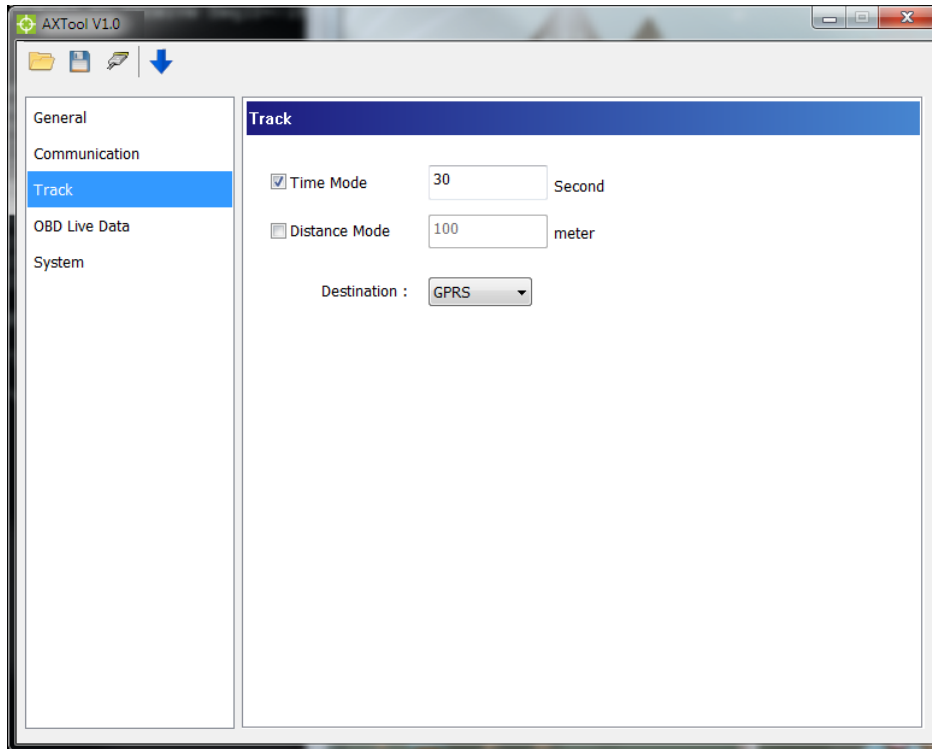 AXTool V1.0
General
Communication
Track
OBD Live Data
System
Track
Time Mode 30 Second
Distance Mode 100 meter
Destination : GPRS